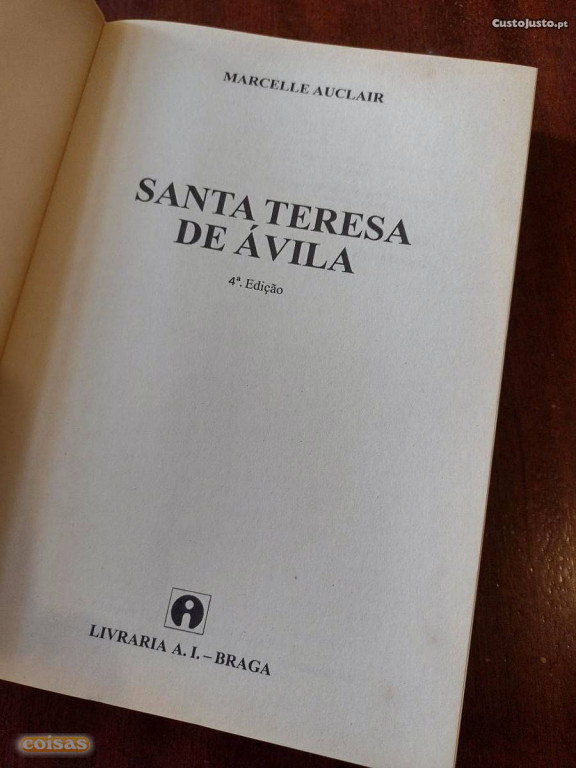 CustoJusto.pt
MARCELLE AUCLAIR
SANTA TERESA
DE ÁVILA
4ª. Edição
LIVRARIA A. I. – BRAGA
coisas